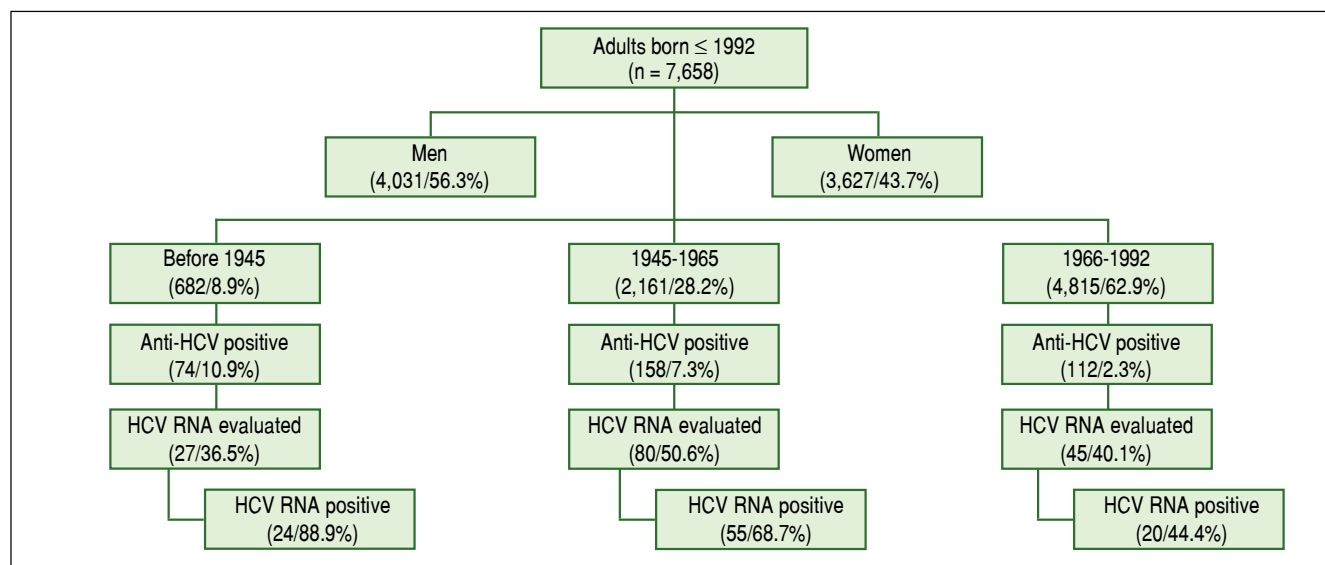 Adults born ≤ 1992
(n = 7,658)
Men
(4,031/56.3%)
Women
(3,627/43.7%)
Before 1945
(682/8.9%)
1945-1965
(2,161/28.2%)
1966-1992
(4,815/62.9%)
Anti-HCV positive
(74/10.9%)
Anti-HCV positive
(158/7.3%)
Anti-HCV positive
(112/2.3%)
HCV RNA evaluated
(27/36.5%)
HCV RNA evaluated
(80/50.6%)
HCV RNA evaluated
(45/40.1%)
HCV RNA positive
(24/88.9%)
HCV RNA positive
(55/68.7%)
HCV RNA positive
(20/44.4%)